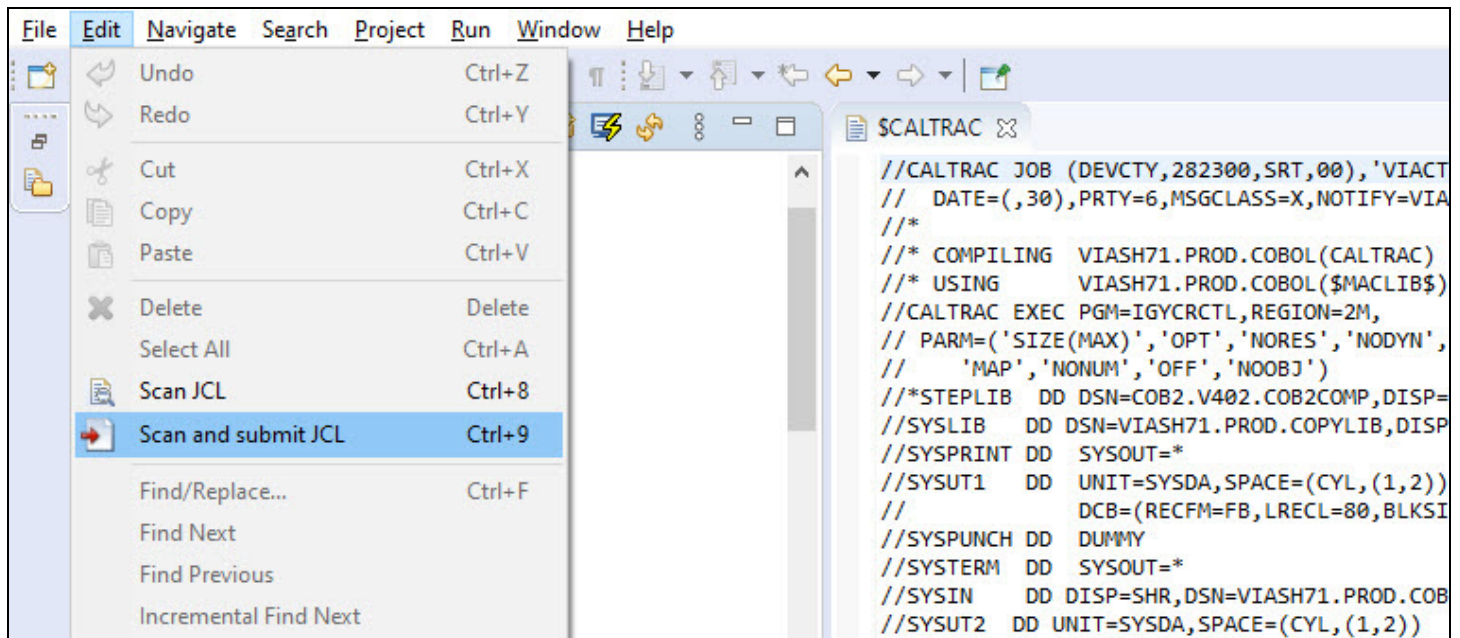 File Edit Navigate Search Project Run Window Help
Undo Ctrl+Z
Redo Ctrl+Y
Cut Ctrl+X
Copy Ctrl+C
Paste Ctrl+V
Delete Delete
Select All Ctrl+A
Scan JCL Ctrl+8
Scan and submit JCL Ctrl+9
Find/Replace... Ctrl+F
Find Next
Find Previous
Incremental Find Next
$CALTRAC
//CALTRAC JOB (DEVCTY,282300,SRT,00),'VIACT
// DATE=(,30),PRTY=6,MSGCLASS=X,NOTIFY=VIA
//*
//* COMPILING VIASH71.PROD.COBOL(CALTRAC)
//* USING VIASH71.PROD.COBOL($MACLIB$)
//CALTRAC EXEC PGM=IGYCRCTL,REGION=2M,
// PARM=('SIZE(MAX)','OPT','NORES','NODYN',
// 'MAP','NONUM','OFF','NOOBJ')
//*STEPLIB DD DSN=COB2.V402.COB2COMP,DISP=
//SYSLIB DD DSN=VIASH71.PROD.COPYLIB,DISP
//SYSPRINT DD SYSOUT=*
//SYSUT1 DD UNIT=SYSDA,SPACE=(CYL,(1,2))
// DCB=(RECFM=FB,LRECL=80,BLKSI
//SYSPUNCH DD DUMMY
//SYSTERM DD SYSOUT=*
//SYSIN DD DISP=SHR,DSN=VIASH71.PROD.COB
//SYSUT2 DD UNIT=SYSDA,SPACE=(CYL,(1,2))